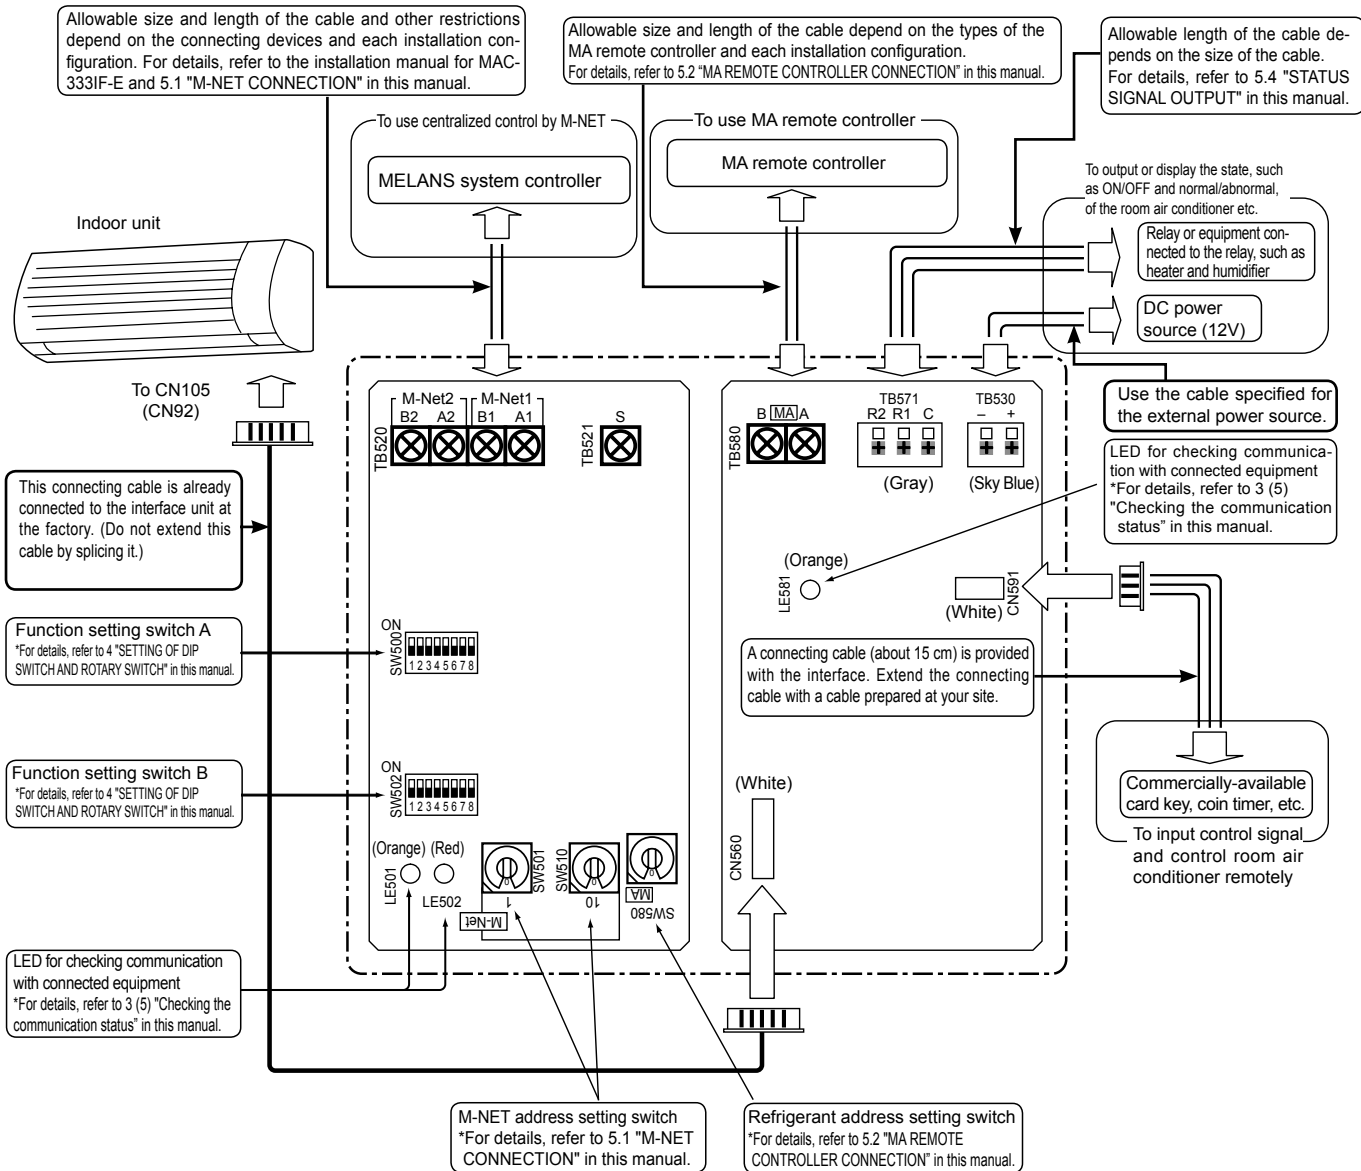 Allowable size and length of the cable and other restrictions
depend on the connecting devices and each installation con-
figuration. For details, refer to the installation manual for MAC-
333IF-E and 5.1 "M-NET CONNECTION" in this manual.
Allowable size and length of the cable depend on the types of the
MA remote controller and each installation configuration.
For details, refer to 5.2 “MA REMOTE CONTROLLER CONNECTION” in this manual.
Allowable length of the cable de-
pends on the size of the cable.
For details, refer to 5.4 "STATUS
SIGNAL OUTPUT" in this manual.
To use centralized control by M-NET
MELANS system controller
To use MA remote controller
MA remote controller
To output or display the state, such
as ON/OFF and normal/abnormal,
of the room air conditioner etc.
Relay or equipment con-
nected to the relay, such as
heater and humidifier
DC power
source (12V)
Indoor unit
To CN105
(CN92)
Use the cable specified for
the external power source.
M-Net2 M-Net1
B2 A2 B1 A1
TB520
S
TB521
B MA A
TB580
TB571
R2 R1 C
(Gray)
TB530
– +
(Sky Blue)
LED for checking communica-
tion with connected equipment
*For details, refer to 3 (5)
"Checking the communication
status” in this manual.
This connecting cable is already
connected to the interface unit at
the factory. (Do not extend this
cable by splicing it.)
(Orange)
LE581
(White)
CN591
Function setting switch A
*For details, refer to 4 "SETTING OF DIP
SWITCH AND ROTARY SWITCH" in this manual.
ON
SW500
1 2 3 4 5 6 7 8
A connecting cable (about 15 cm) is provided
with the interface. Extend the connecting
cable with a cable prepared at your site.
Function setting switch B
*For details, refer to 4 "SETTING OF DIP
SWITCH AND ROTARY SWITCH" in this manual.
ON
SW502
1 2 3 4 5 6 7 8
(White)
CN560
Commercially-available
card key, coin timer, etc.
To input control signal
and control room air
conditioner remotely
(Orange) (Red)
LE501
LE502
M-Net
0
SW501
1
0
SW510
10
0
MA
SW580
LED for checking communication
with connected equipment
*For details, refer to 3 (5) "Checking the
communication status” in this manual.
M-NET address setting switch
*For details, refer to 5.1 "M-NET
CONNECTION" in this manual.
Refrigerant address setting switch
*For details, refer to 5.2 "MA REMOTE
CONTROLLER CONNECTION” in this manual.